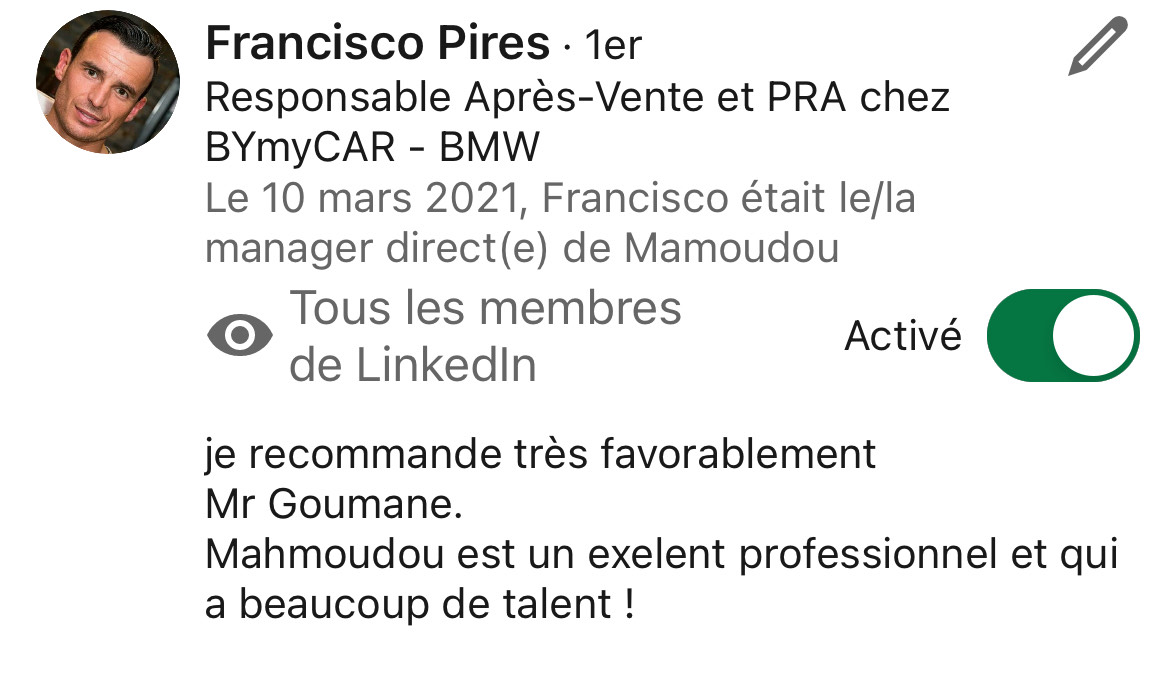 Francisco Pires · 1er
Responsable Après-Vente et PRA chez
BYmyCAR - BMW
Le 10 mars 2021, Francisco était le/la
manager direct(e) de Mamoudou
Tous les membres
de LinkedIn
Activé
je recommande très favorablement
Mr Goumane.
Mahmoudou est un exelent professionnel et qui
a beaucoup de talent !